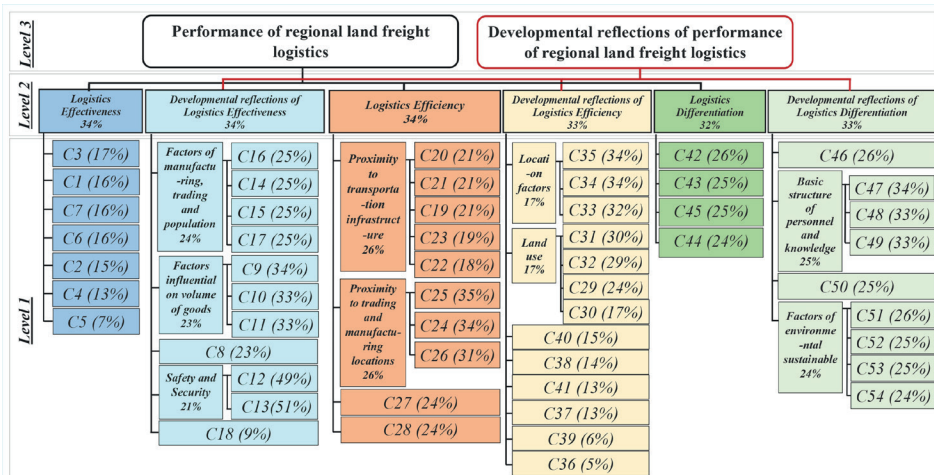 Level 3
Performance of regional land freight
logistics
Developmental reflections of performance
of regional land freight logistics
Level 2
Logistics
Effectiveness
34%
Developmental reflections of
Logistics Effectiveness
34%
Logistics Efficiency
34%
Developmental reflections of
Logistics Efficiency
33%
Logistics
Differentiation
32%
Developmental reflections of
Logistics Differentiation
33%
Level 1
C3 (17%)
C1 (16%)
C7 (16%)
C6 (16%)
C2 (15%)
C4 (13%)
C5 (7%)
Factors of
manufactu
-ring,
trading
and
population
24%
C16 (25%)
C14 (25%)
C15 (25%)
C17 (25%)
Factors
influential
on volume
of goods
23%
C9 (34%)
C10 (33%)
C11 (33%)
C8 (23%)
Safety and
Security
21%
C12 (49%)
C13(51%)
C18 (9%)
Proximity
to
transporta
-tion
infrastruct
-ure
26%
C20 (21%)
C21 (21%)
C19 (21%)
C23 (19%)
C22 (18%)
Proximity
to trading
and
manufactu-
ring
locations
26%
C25 (35%)
C24 (34%)
C26 (31%)
C27 (24%)
C28 (24%)
Locati
-on
factors
17%
C35 (34%)
C34 (34%)
C33 (32%)
Land
use
17%
C31 (30%)
C32 (29%)
C29 (24%)
C30 (17%)
C40 (15%)
C38 (14%)
C41 (13%)
C37 (13%)
C39 (6%)
C36 (5%)
C42 (26%)
C43 (25%)
C45 (25%)
C44 (24%)
C46 (26%)
Basic
structure
of
personnel
and
knowledge
25%
C47 (34%)
C48 (33%)
C49 (33%)
C50 (25%)
Factors of
environme
-ntal
sustainable
24%
C51 (26%)
C52 (25%)
C53 (25%)
C54 (24%)